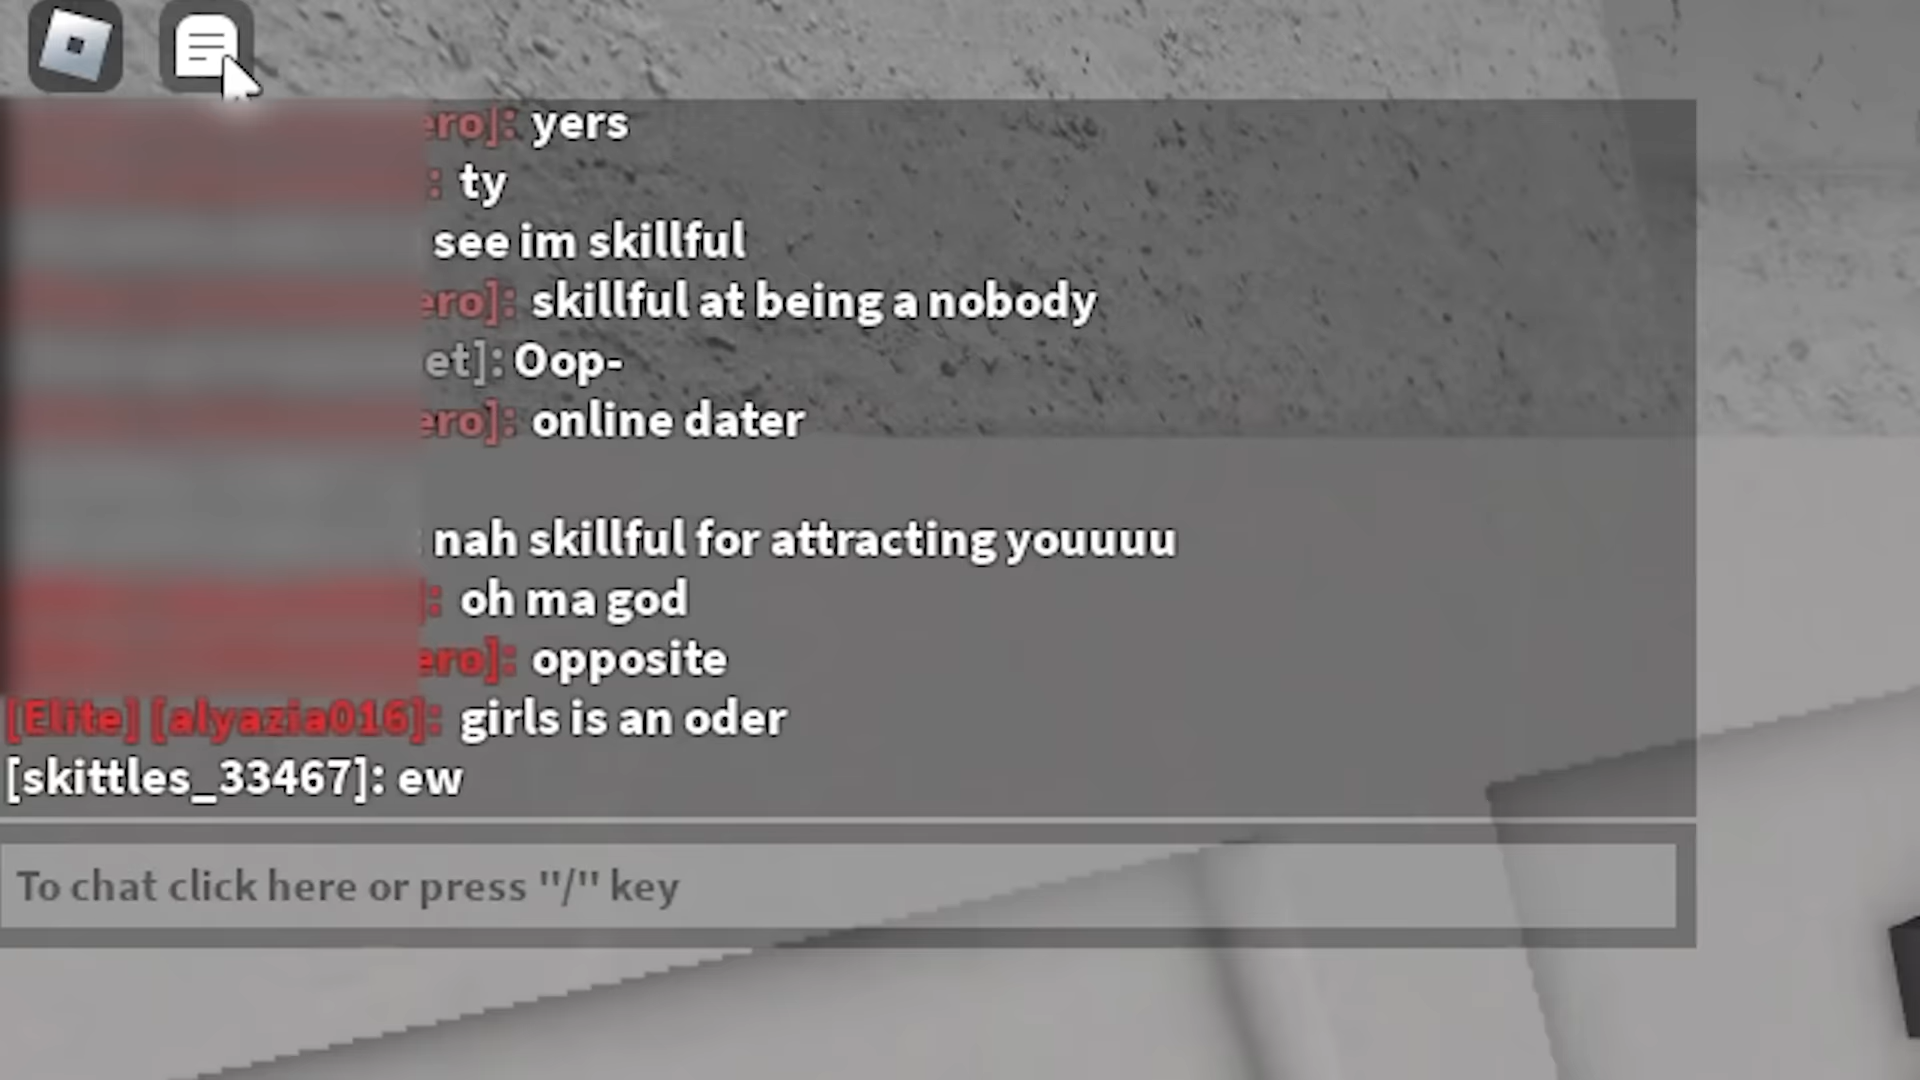 ero]: yers
: ty
see im skillful
ero]: skillful at being a nobody
et]: Oop-
ero]: online dater
: nah skillful for attracting youuuu
]: oh ma god
ero]: opposite
[Elite] [alyazia016]: girls is an oder
[skittles_33467]: ew
To chat click here or press "/" key